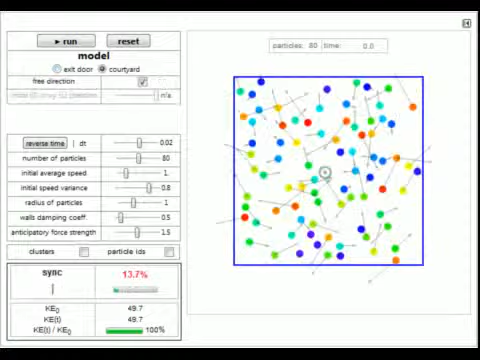 ► run
reset
model
exit door
courtyard
free direction
n/a
particles: 80 time: 0.0
reverse time | dt 0.02
number of particles 80
initial average speed 1.
initial speed variance 0.8
radius of particles 1
walls damping coeff. 0.5
anticipatory force strength 1.5
clusters
particle ids
sync 13.7%
KE0 49.7
KE(t) 49.7
KE(t) / KE0 100%